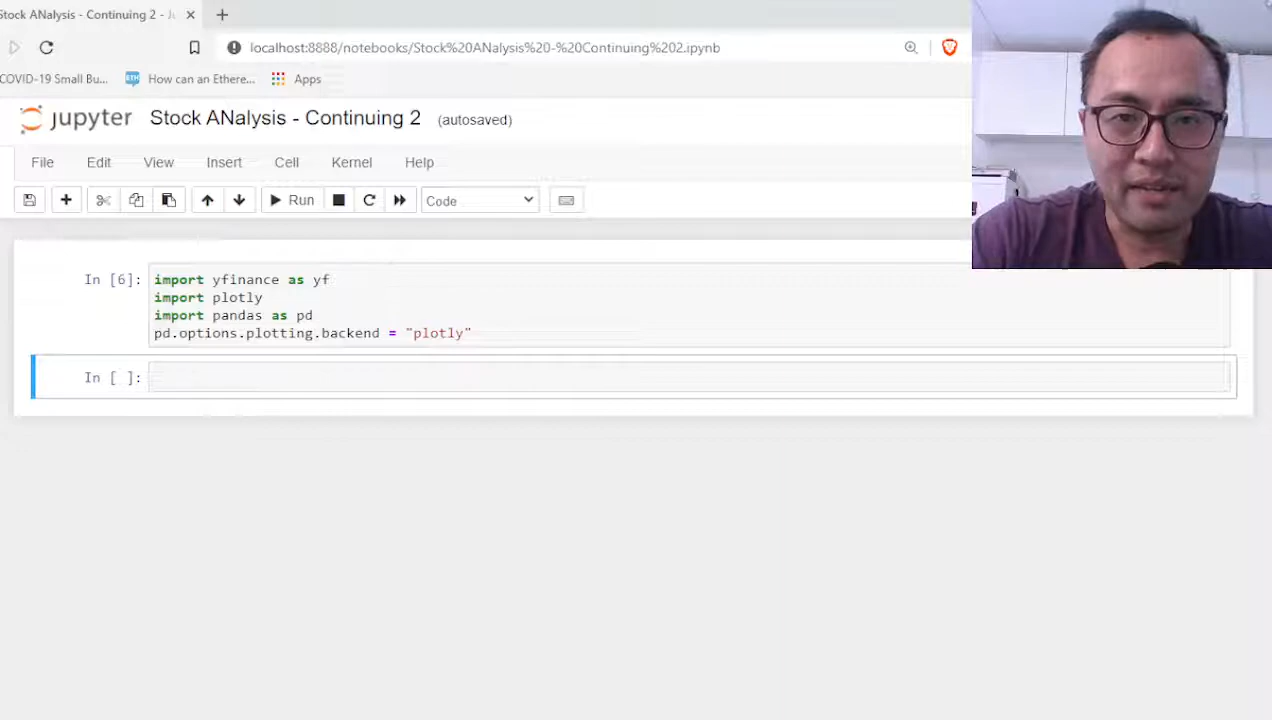 Stock ANalysis - Continuing 2 - Ju
localhost:8888/notebooks/Stock%20ANalysis%20-%20Continuing%202.ipynb
COVID-19 Small Bu...
ETH
How can an Ethere...
Apps
jupyter
Stock ANalysis - Continuing 2 (autosaved)
File Edit View Insert Cell Kernel Help
Run
Code
In [6]:
import yfinance as yf
import plotly
import pandas as pd
pd.options.plotting.backend = "plotly"
In [ ]: